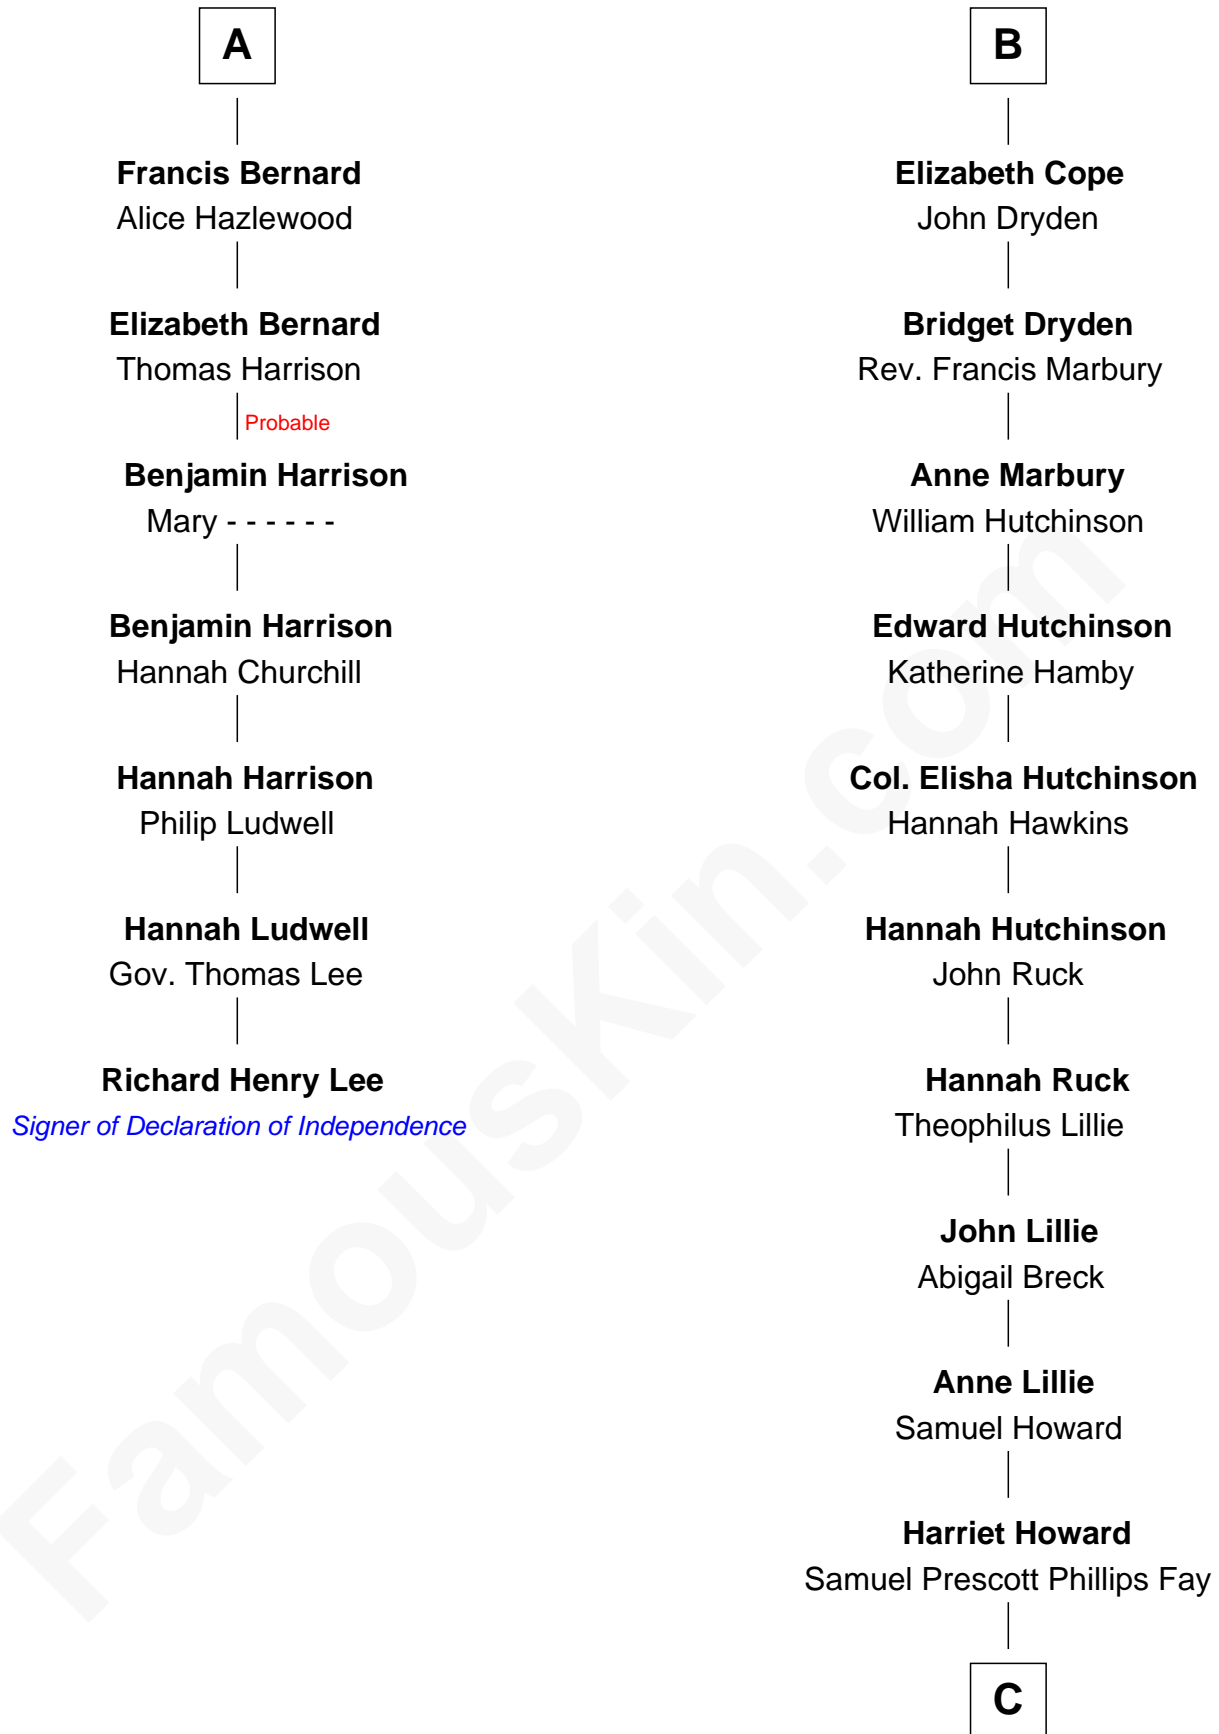 A
Francis Bernard
Alice Hazlewood
Elizabeth Bernard
Thomas Harrison
Probable
Benjamin Harrison
Mary - - - - - -
Benjamin Harrison
Hannah Churchill
Hannah Harrison
Philip Ludwell
Hannah Ludwell
Gov. Thomas Lee
Richard Henry Lee
Signer of Declaration of Independence
B
Elizabeth Cope
John Dryden
Bridget Dryden
Rev. Francis Marbury
Anne Marbury
William Hutchinson
Edward Hutchinson
Katherine Hamby
Col. Elisha Hutchinson
Hannah Hawkins
Hannah Hutchinson
John Ruck
Hannah Ruck
Theophilus Lillie
John Lillie
Abigail Breck
Anne Lillie
Samuel Howard
Harriet Howard
Samuel Prescott Phillips Fay
C
FamousKin.com